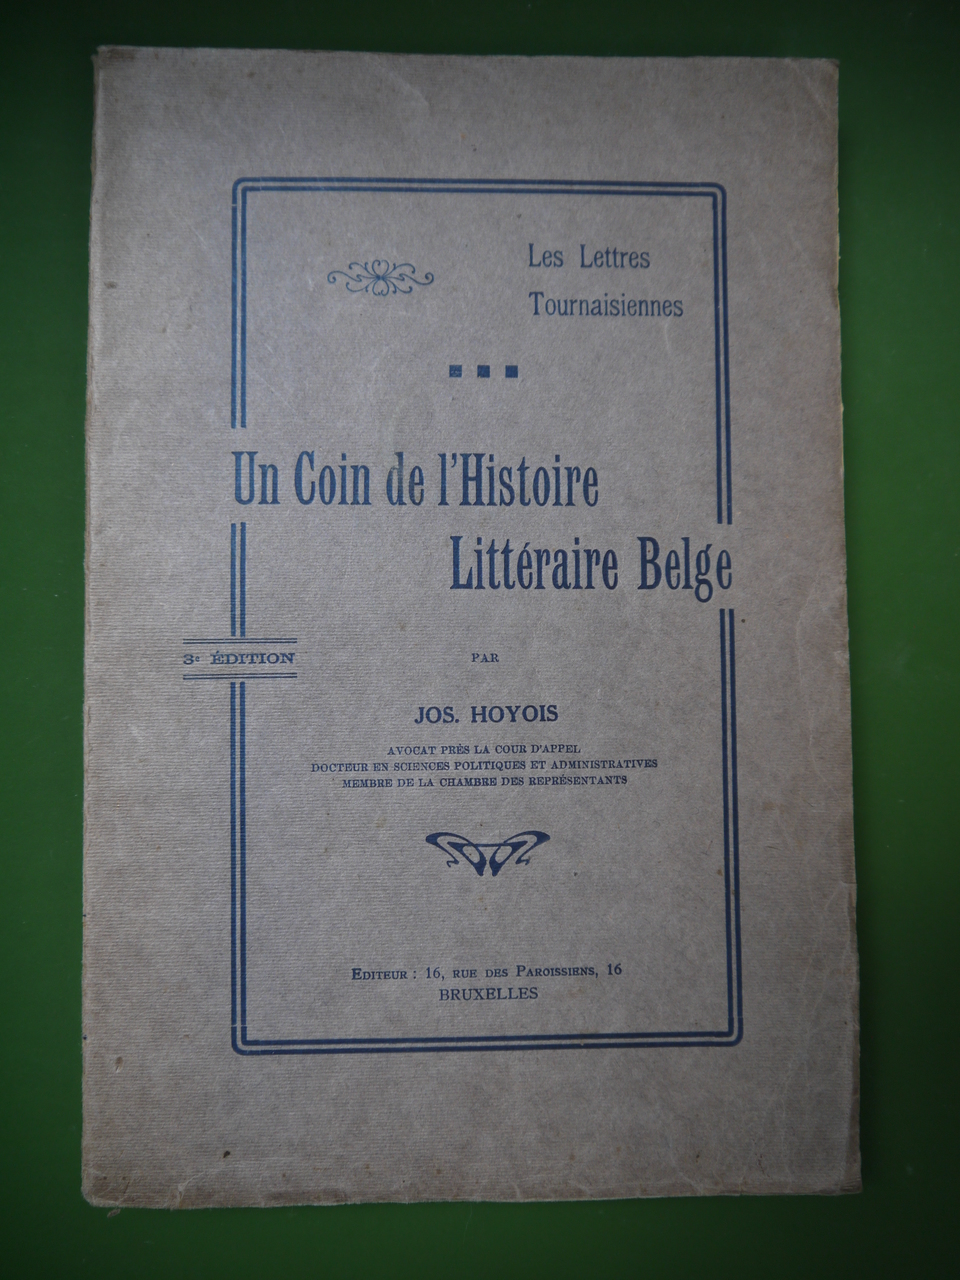 Les Lettres
Tournaisiennes
Un Coin de l'Histoire
Littéraire Belge
3e ÉDITION
PAR
JOS. HOYOIS
AVOCAT PRÈS LA COUR D'APPEL
DOCTEUR EN SCIENCES POLITIQUES ET ADMINISTRATIVES
MEMBRE DE LA CHAMBRE DES REPRÉSENTANTS
EDITEUR : 16, RUE DES PAROISSIENS, 16
BRUXELLES